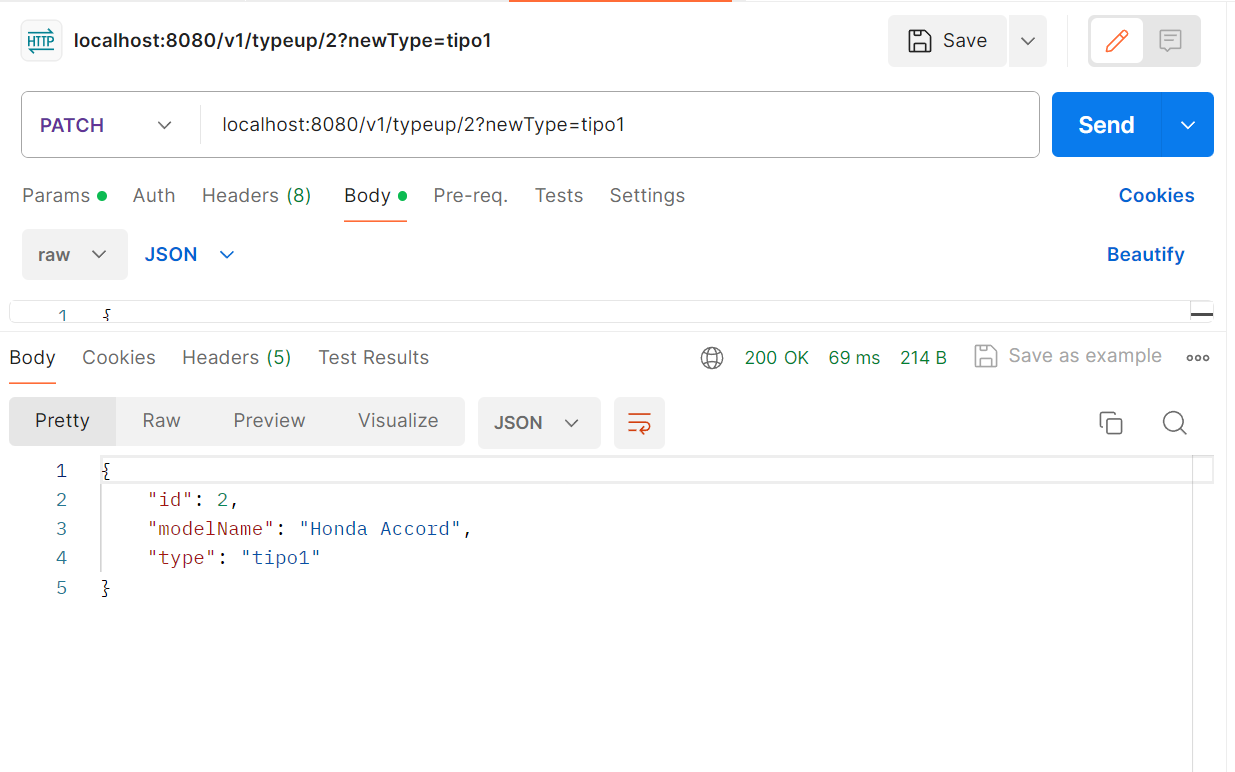 HTTP localhost:8080/v1/typeup/2?newType=tipo1 Save
PATCH localhost:8080/v1/typeup/2?newType=tipo1 Send
Params Auth Headers (8) Body Pre-req. Tests Settings Cookies
raw JSON Beautify
1 {
Body Cookies Headers (5) Test Results 200 OK 69 ms 214 B Save as example
Pretty Raw Preview Visualize JSON
1 {
2 "id": 2,
3 "modelName": "Honda Accord",
4 "type": "tipo1"
5 }